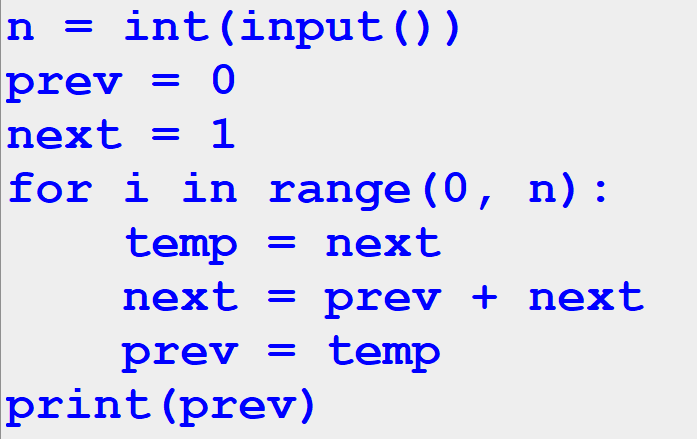 n = int(input())
prev = 0
next = 1
for i in range(0, n):
    temp = next
    next = prev + next
    prev = temp
print(prev)